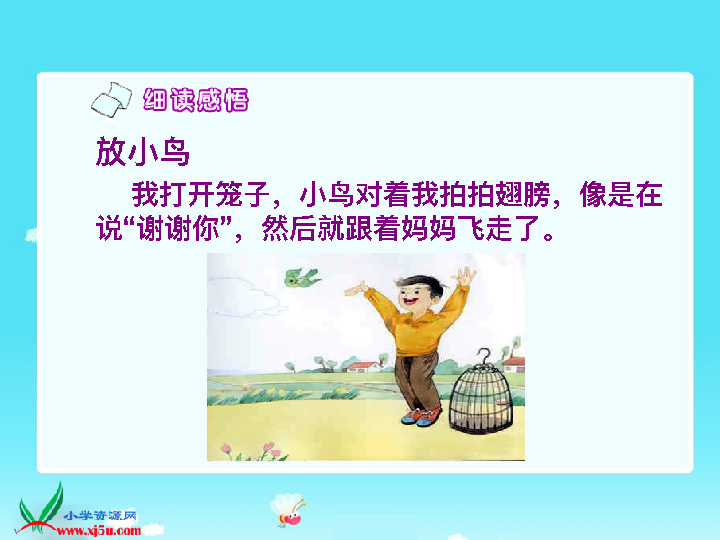 细读感悟
放小鸟
我打开笼子，小鸟对着我拍拍翅膀，像是在
说“谢谢你”，然后就跟着妈妈飞走了。
小学资源网
www.xj5u.com